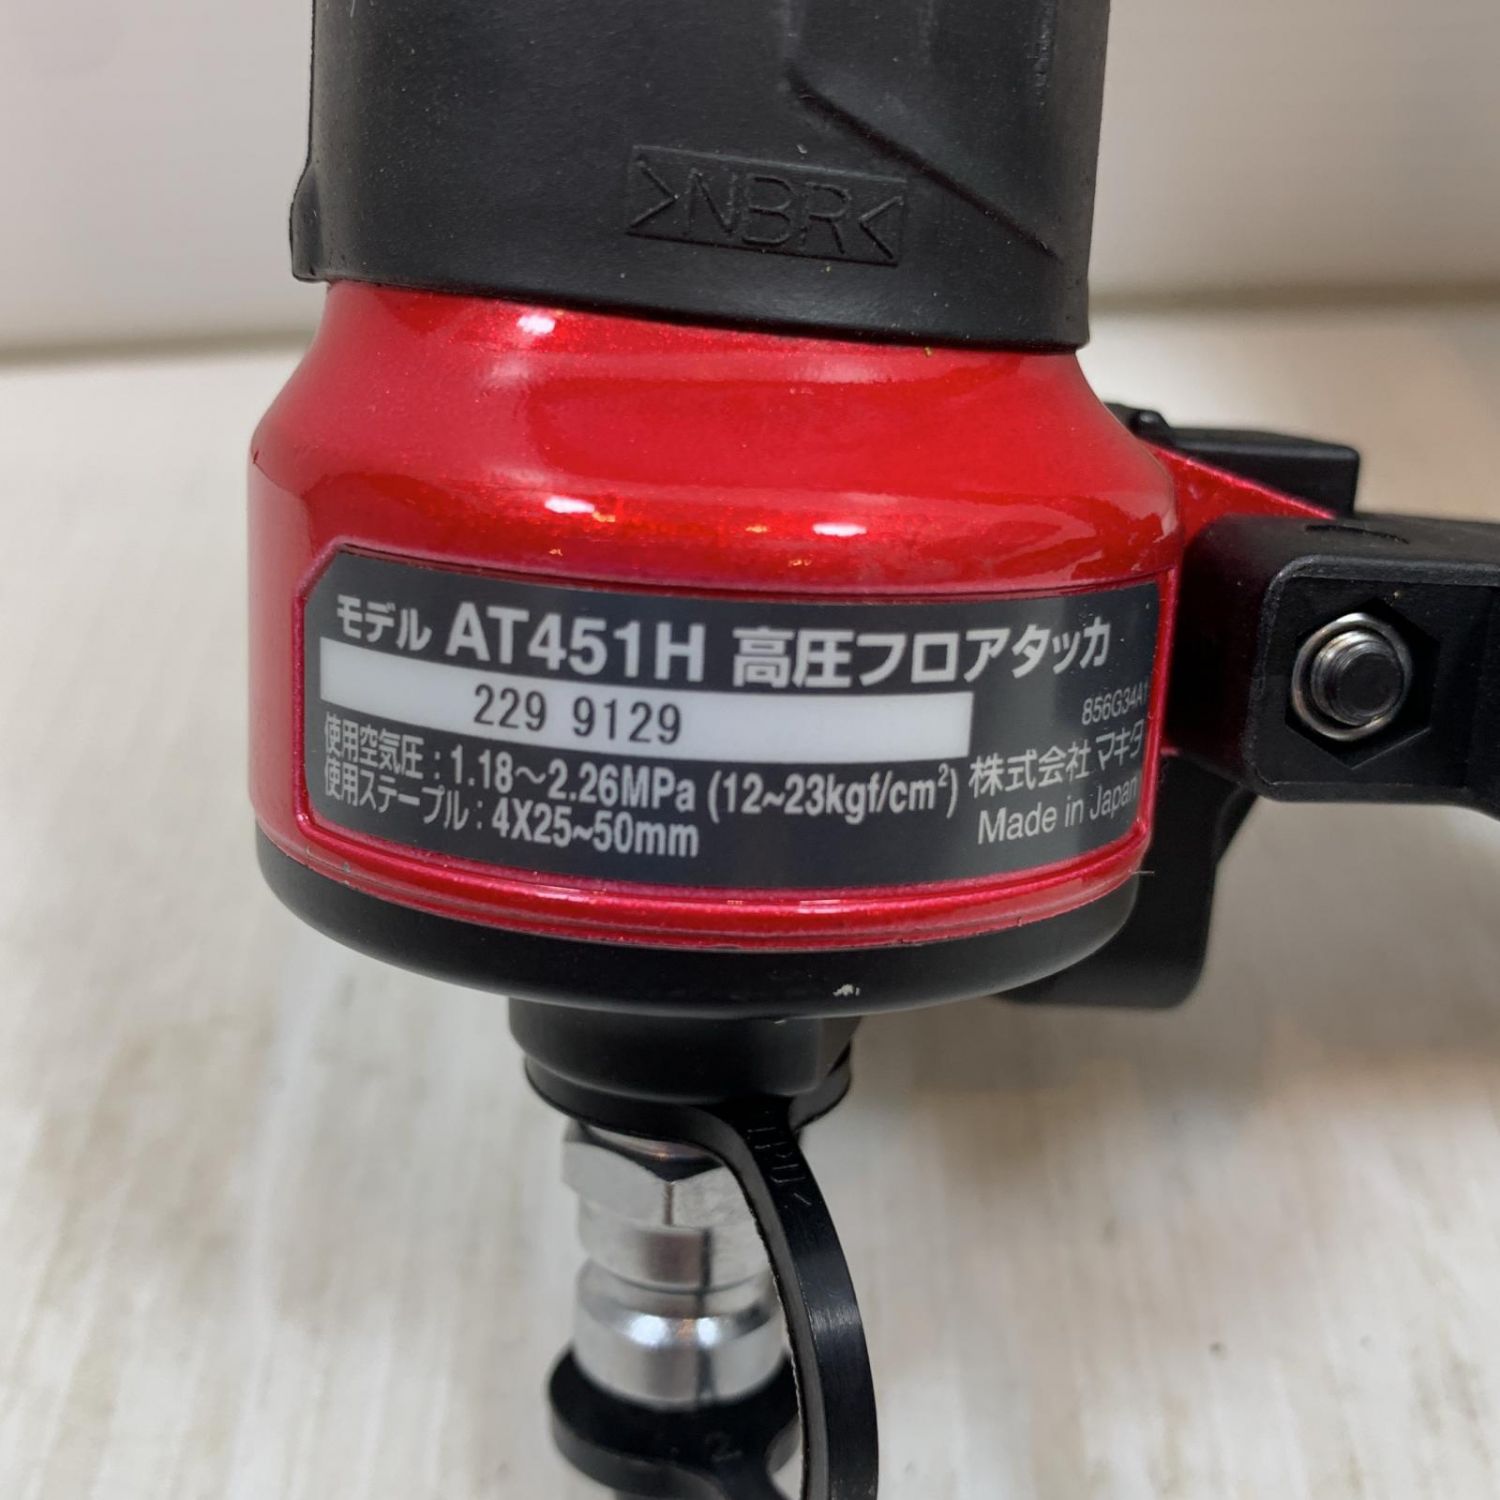 >NBR<
モデル AT451H 高圧フロアタッカ
229 9129
856G34A1
使用空気圧：1.18～2.26MPa (12~23kgf/cm²)
使用ステープル：4X25~50mm
株式会社 マキタ
Made in Japan